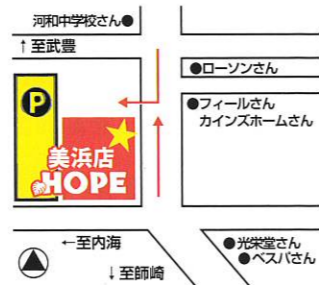 河和中学校さん●
↑至武豊
●ローソンさん
P
●フィールさん
カインズホームさん
美浜店
HOPE
←至内海
●光栄堂さん
●ベスパさん
↓至師崎